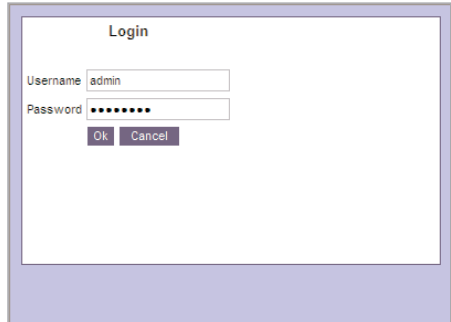 Login
Username admin
Password ••••••••
Ok Cancel